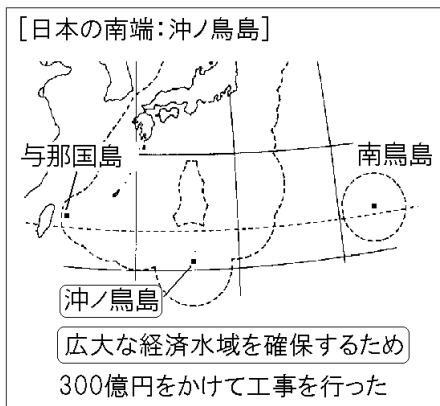 [日本の南端:沖ノ鳥島]
与那国島
南鳥島
沖ノ鳥島
広大な経済水域を確保するため
300億円をかけて工事を行った